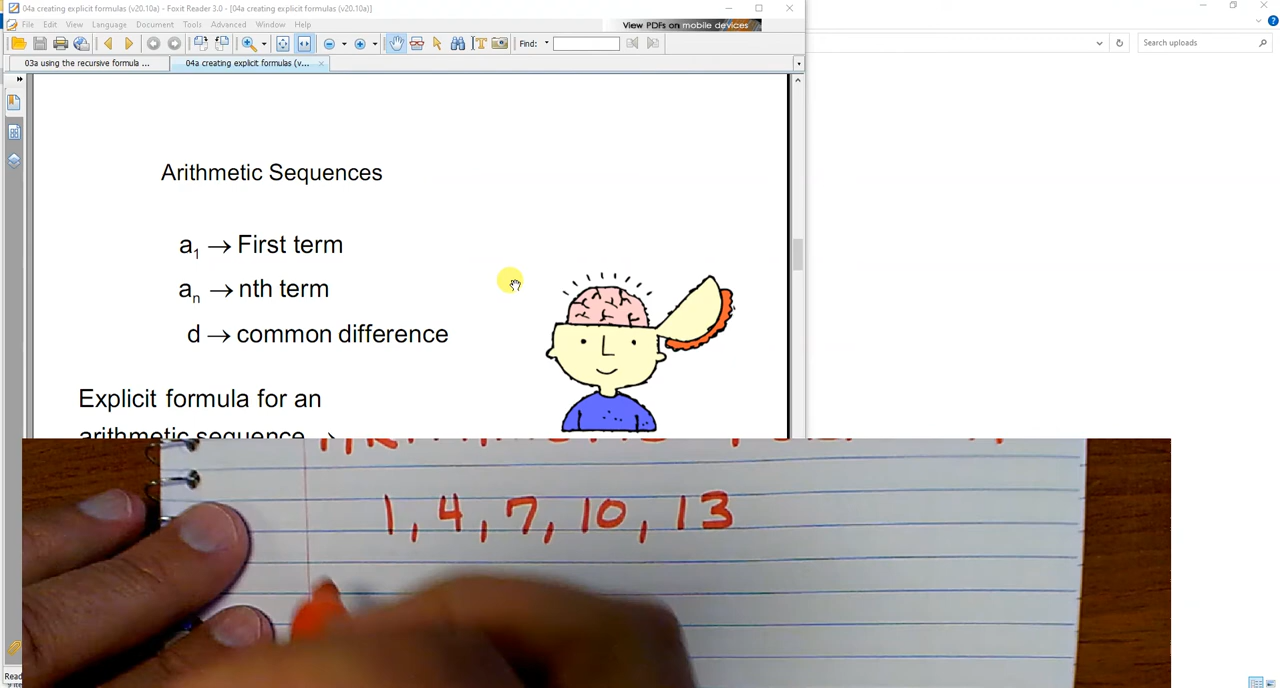 04a creating explicit formulas (v20.10a) - Foxit Reader 3.0 - [04a creating explicit formulas (v20.10a)]
File Edit View Language Document Tools Advanced Window Help
View PDFs on mobile devices
Find:
Search uploads
03a using the recursive formula ...
04a creating explicit formulas (v...
Arithmetic Sequences
a1 → First term
an → nth term
d → common difference
Explicit formula for an
arithmetic sequence →
1, 4, 7, 10, 13
Read